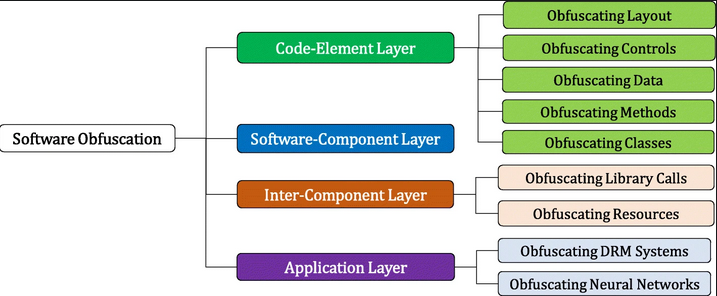 Software Obfuscation
Code-Element Layer
Obfuscating Layout
Obfuscating Controls
Obfuscating Data
Obfuscating Methods
Obfuscating Classes
Software-Component Layer
Inter-Component Layer
Obfuscating Library Calls
Obfuscating Resources
Application Layer
Obfuscating DRM Systems
Obfuscating Neural Networks